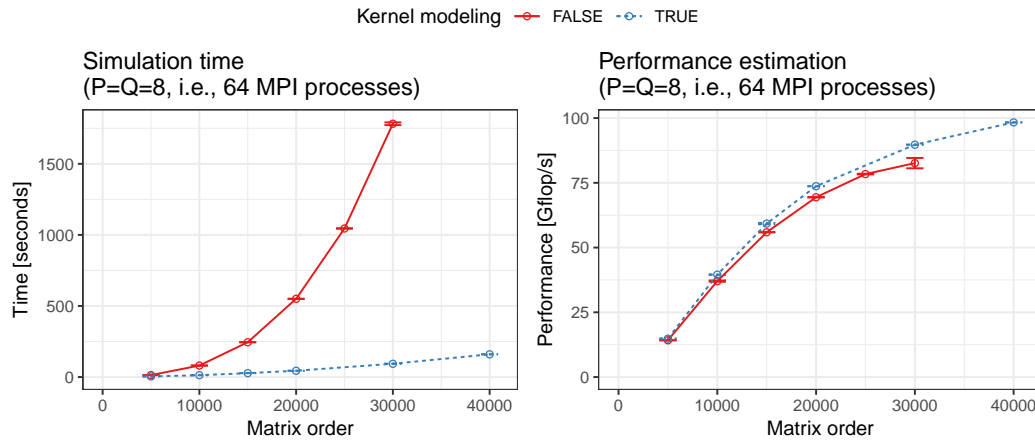 Kernel modeling FALSE TRUE
Simulation time
(P=Q=8, i.e., 64 MPI processes)
Time [seconds]
1500
1000
500
0
0 10000 20000 30000 40000
Matrix order
Performance estimation
(P=Q=8, i.e., 64 MPI processes)
Performance [Gflop/s]
100
75
50
25
0
0 10000 20000 30000 40000
Matrix order